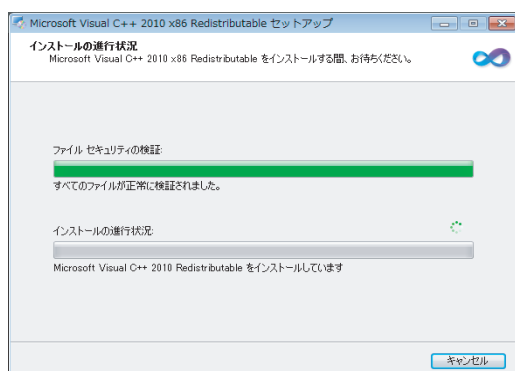 Microsoft Visual C++ 2010 x86 Redistributable セットアップ
インストールの進行状況
Microsoft Visual C++ 2010 x86 Redistributable をインストールする間、お待ちください。
ファイル セキュリティの検証:
すべてのファイルが正常に検証されました。
インストールの進行状況:
Microsoft Visual C++ 2010 Redistributable をインストールしています
キャンセル